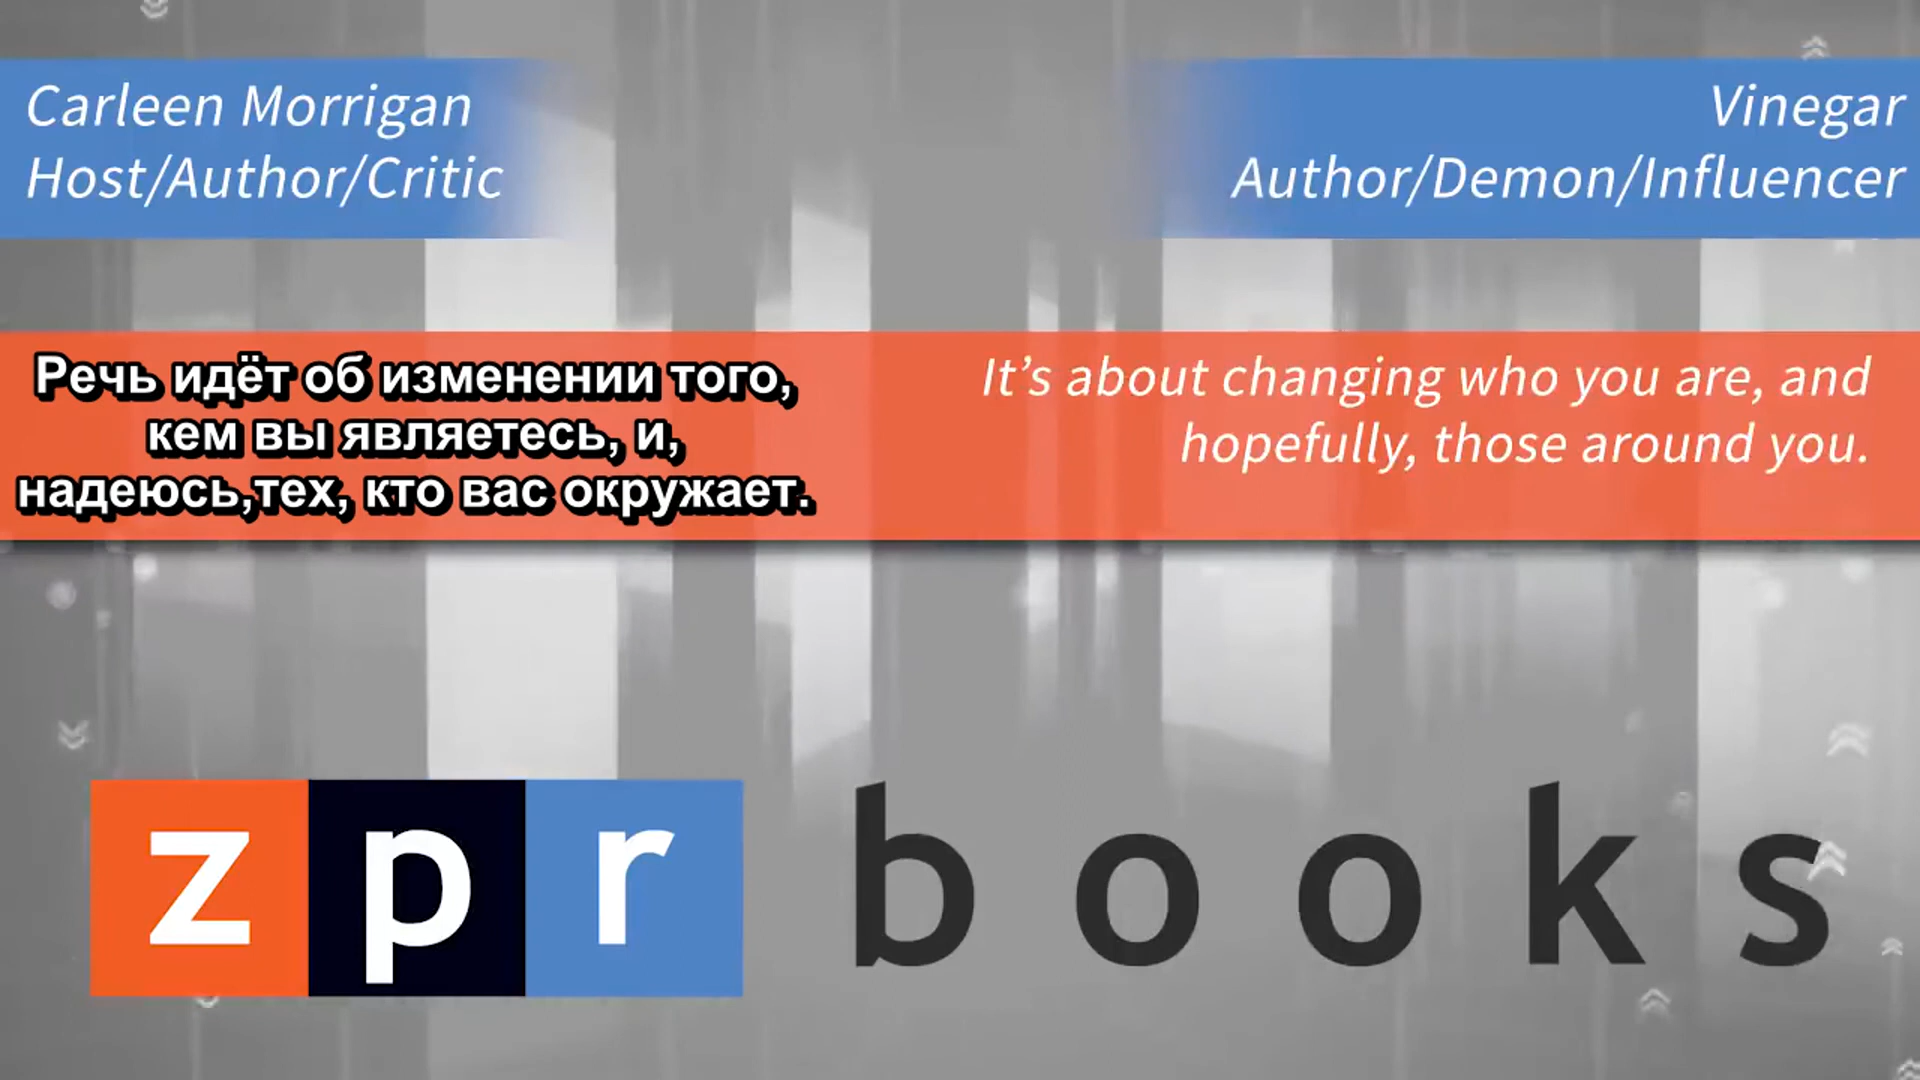 Carleen Morrigan
Host/Author/Critic
Vinegar
Author/Demon/Influencer
Речь идёт об изменении того,
кем вы являетесь, и,
надеюсь,тех, кто вас окружает.
It’s about changing who you are, and
hopefully, those around you.
zpr books